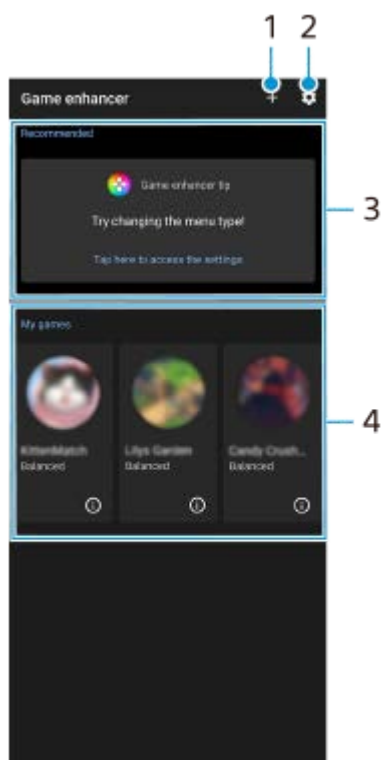 1 2
Game enhancer
Recommended
Game enhancer tip
Try changing the menu type!
Tap here to access the settings
3
My games
KittenMatch Lilys Garden Candy Crush...
Balanced Balanced Balanced
4